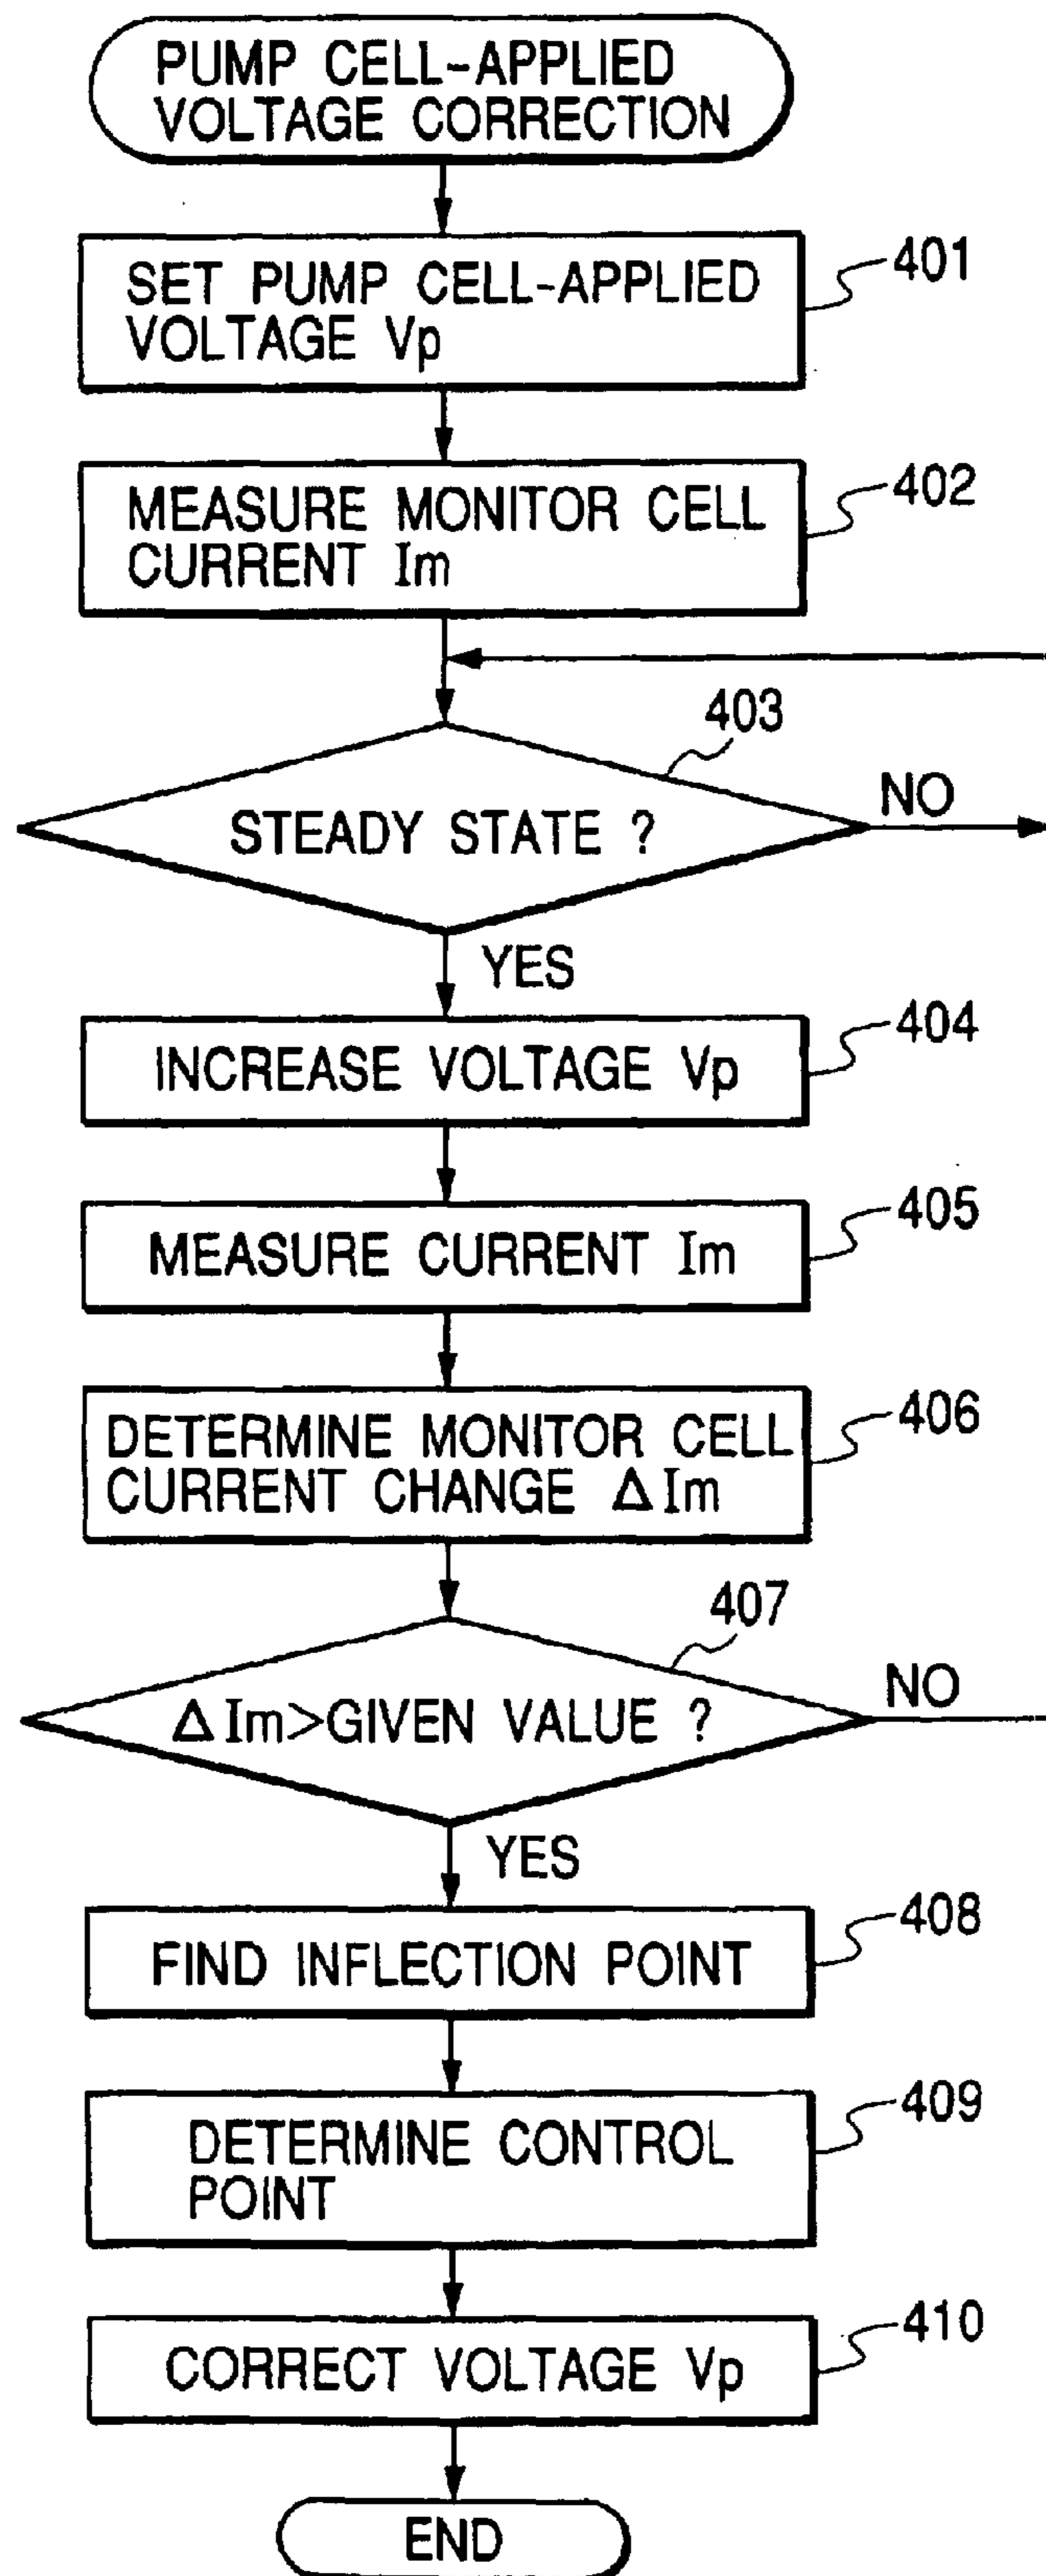 PUMP CELL-APPLIED
VOLTAGE CORRECTION
SET PUMP CELL-APPLIED
VOLTAGE Vp
401
MEASURE MONITOR CELL
CURRENT Im
402
403
STEADY STATE ?
NO
YES
INCREASE VOLTAGE Vp
404
MEASURE CURRENT Im
405
DETERMINE MONITOR CELL
CURRENT CHANGE ΔIm
406
407
ΔIm>GIVEN VALUE ?
NO
YES
FIND INFLECTION POINT
408
DETERMINE CONTROL
POINT
409
CORRECT VOLTAGE Vp
410
END